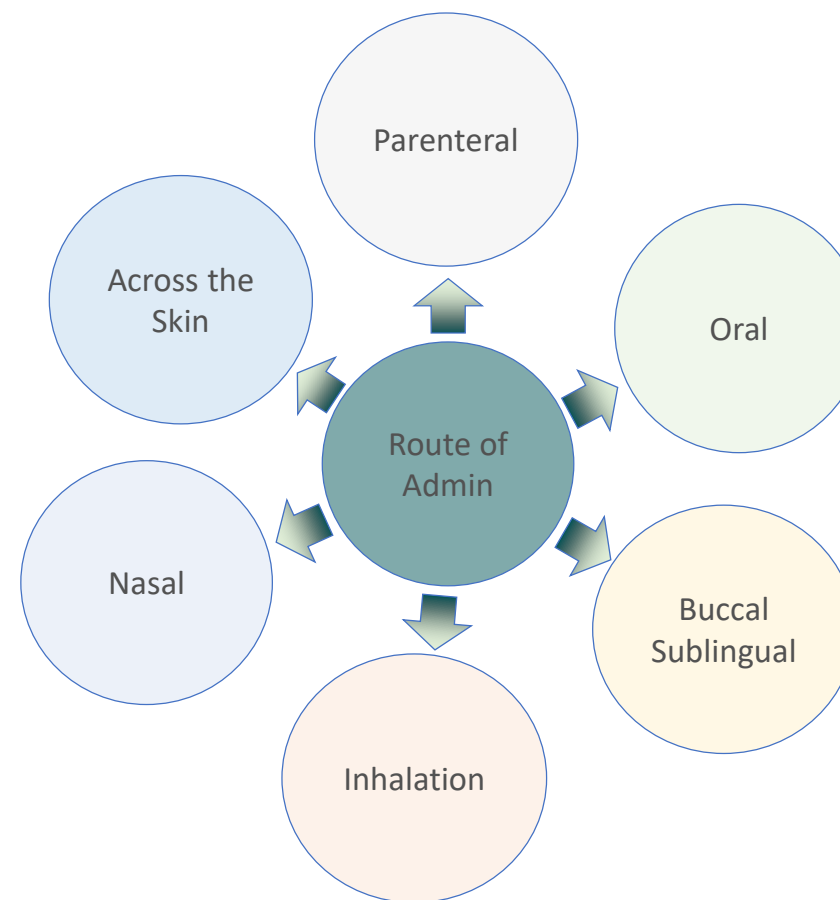 Parenteral
Across the
Skin
Oral
Route of
Admin
Nasal
Buccal
Sublingual
Inhalation